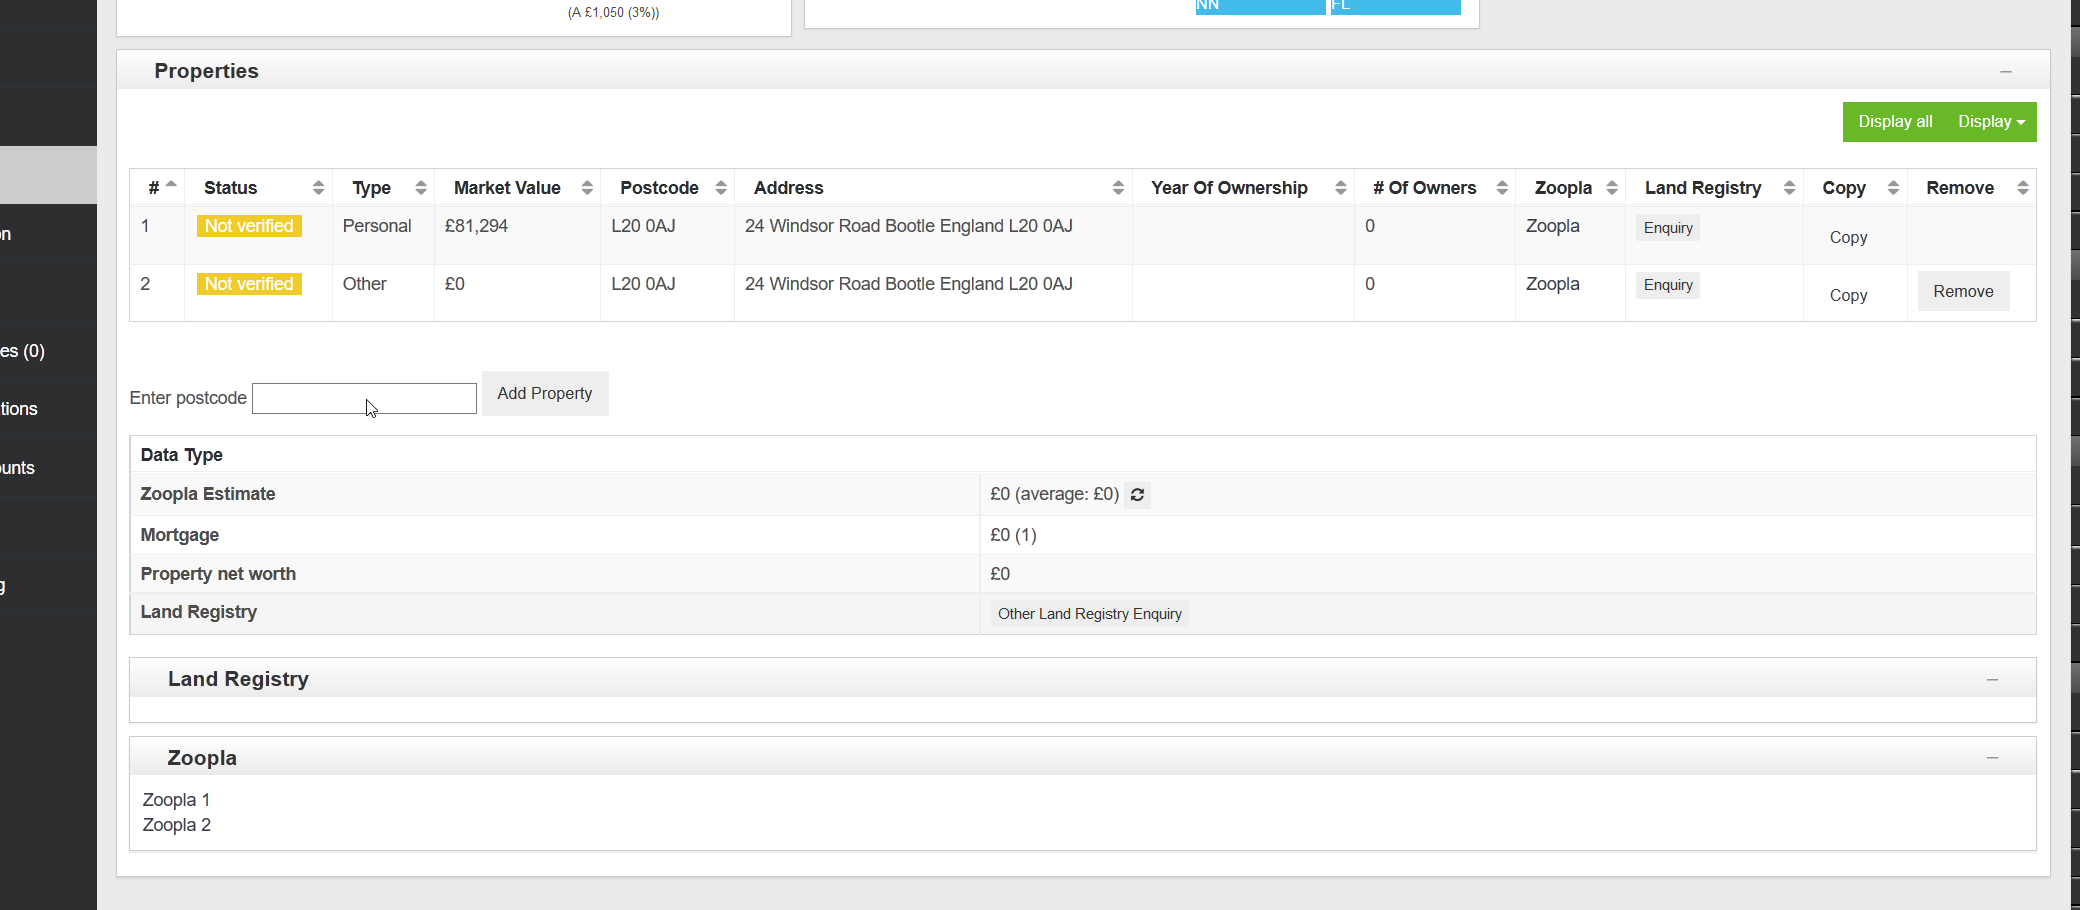 (A £1,050 (3%))
NN FL
Properties
Display all Display
# Status Type Market Value Postcode Address Year Of Ownership # Of Owners Zoopla Land Registry Copy Remove
1 Not verified Personal £81,294 L20 0AJ 24 Windsor Road Bootle England L20 0AJ 0 Zoopla Enquiry Copy
2 Not verified Other £0 L20 0AJ 24 Windsor Road Bootle England L20 0AJ 0 Zoopla Enquiry Copy Remove
es (0)
Enter postcode Add Property
tions
Data Type
unts
Zoopla Estimate £0 (average: £0)
Mortgage £0 (1)
Property net worth £0
Land Registry Other Land Registry Enquiry
Land Registry
Zoopla
Zoopla 1
Zoopla 2